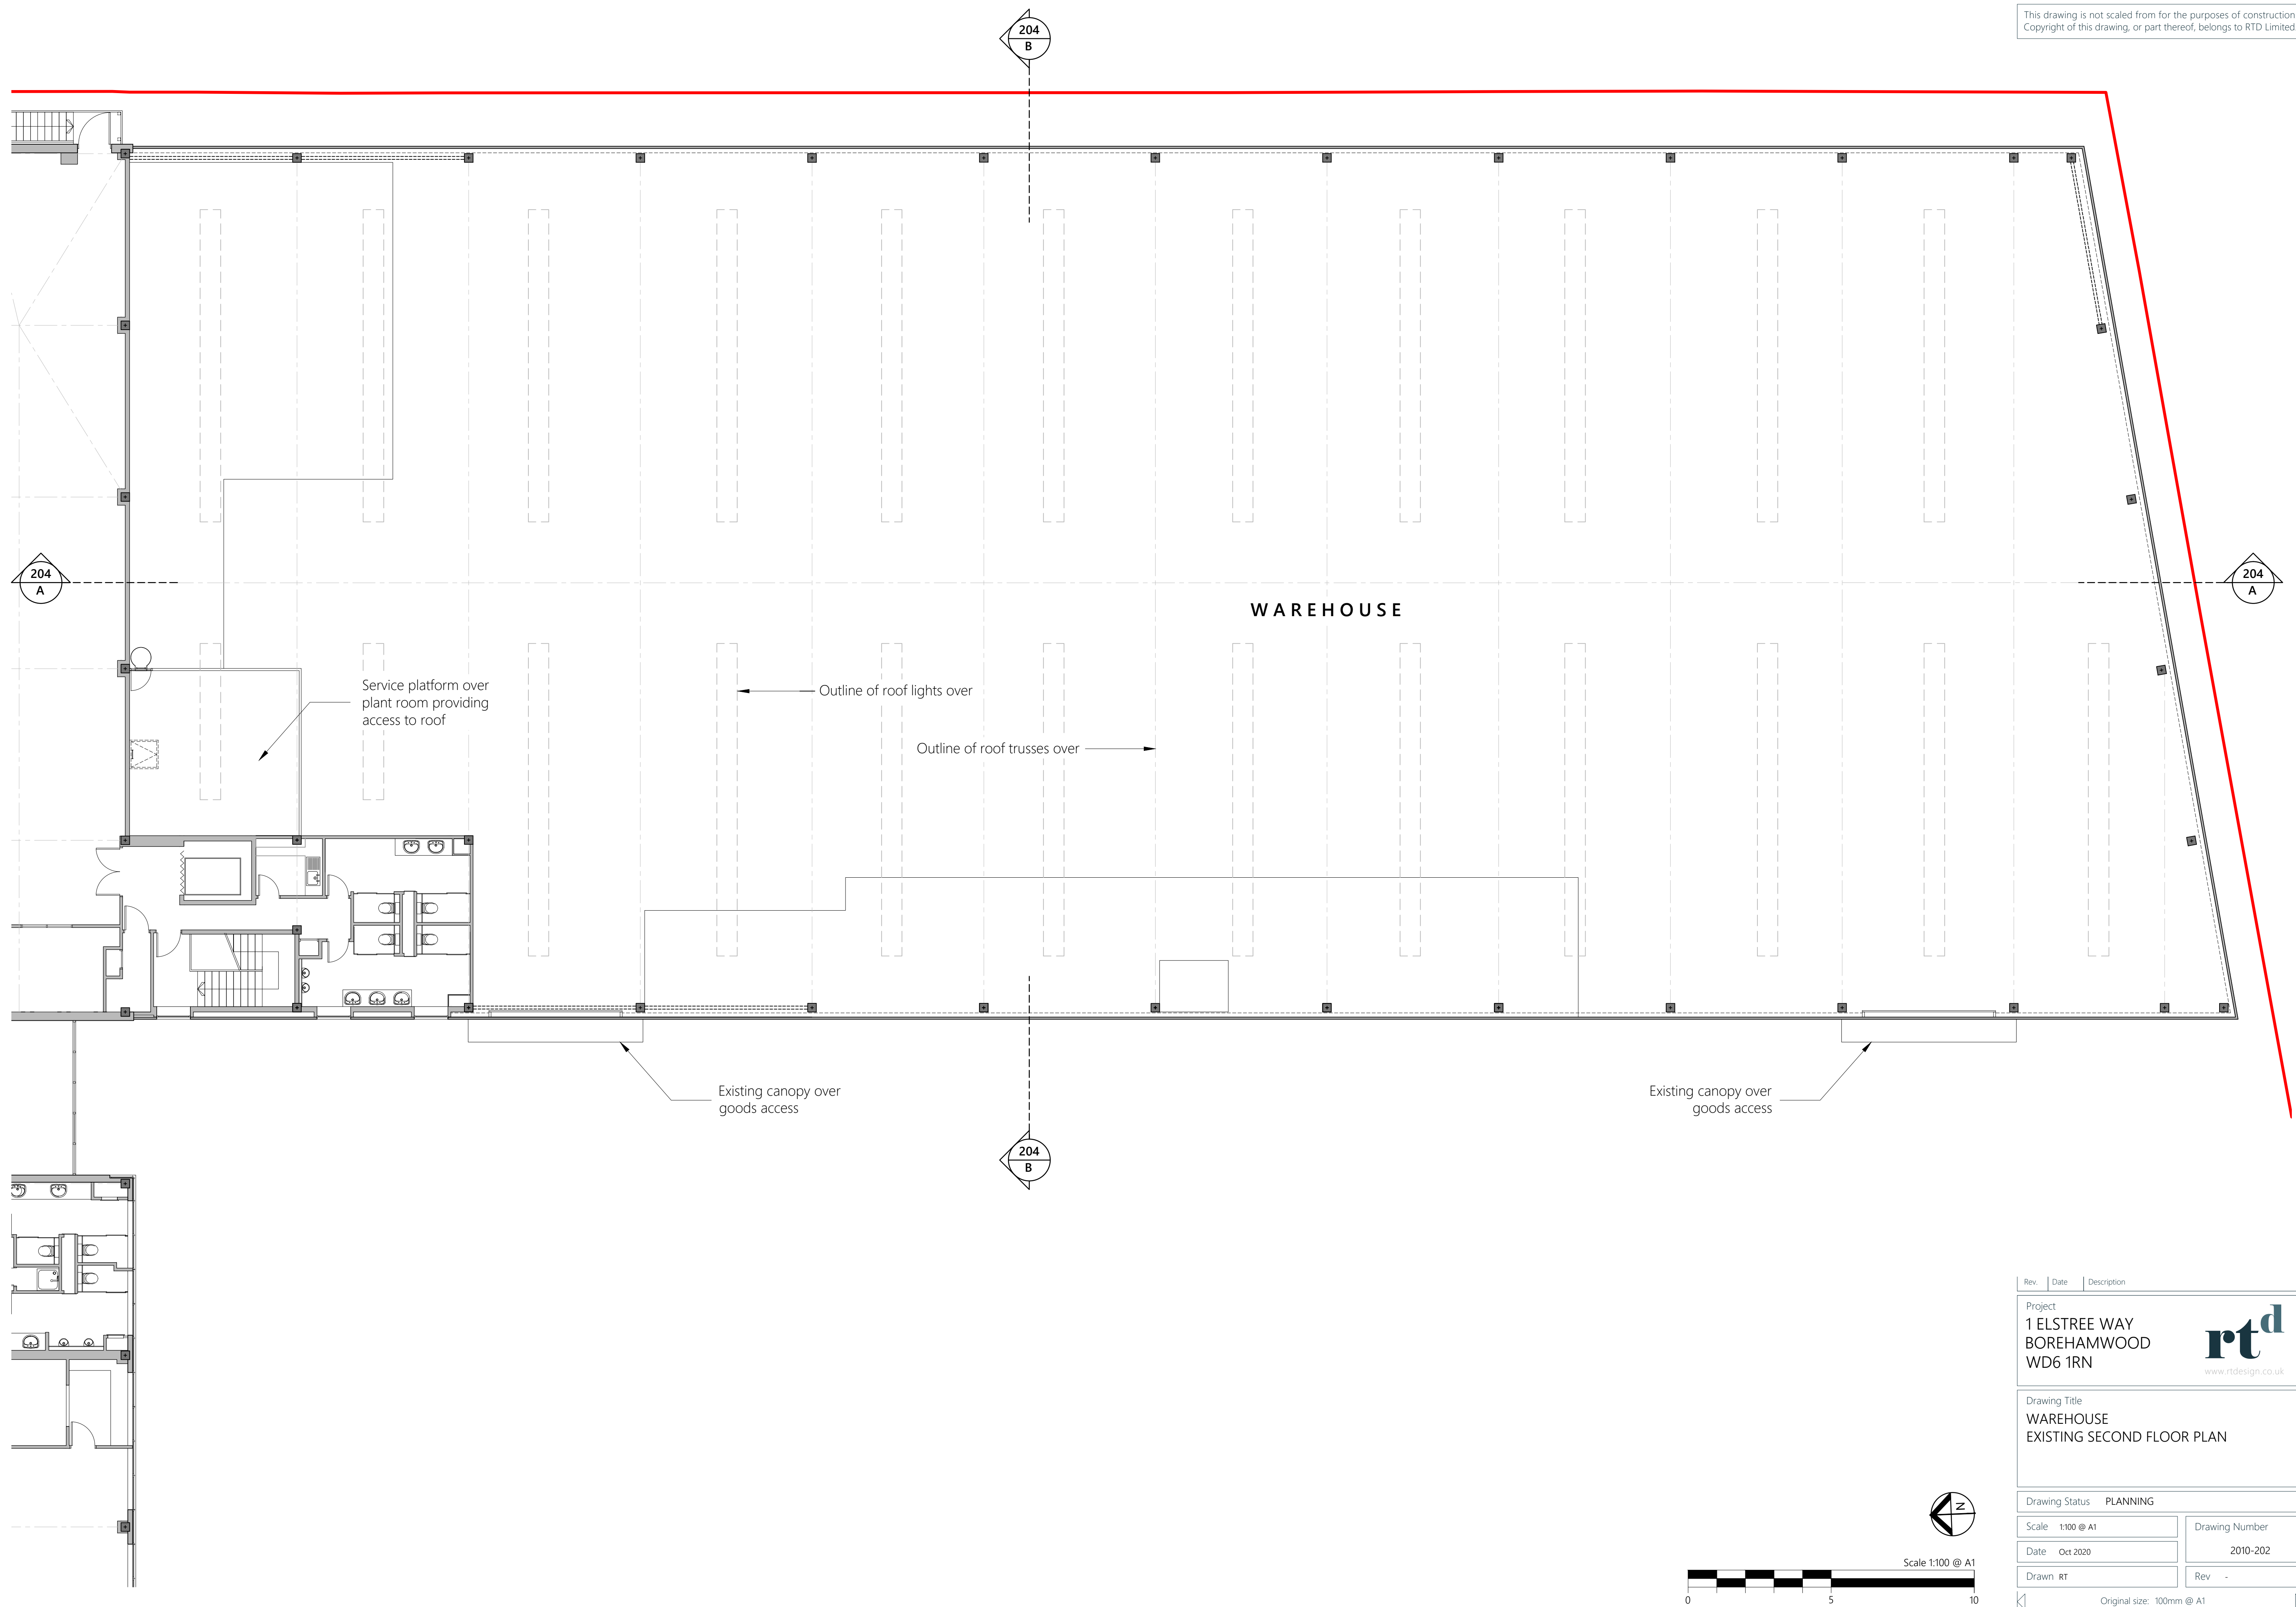 This drawing is not scaled from for the purposes of construction
Copyright of this drawing, or part thereof, belongs to RTD Limited
204
B
204
A
204
A
WAREHOUSE
Service platform over
plant room providing
access to roof
Outline of roof lights over
Outline of roof trusses over
Existing canopy over
goods access
Existing canopy over
goods access
204
B
Rev. Date Description
Project
1 ELSTREE WAY
BOREHAMWOOD
WD6 1RN
rtd
www.rtdesign.co.uk
Drawing Title
WAREHOUSE
EXISTING SECOND FLOOR PLAN
Drawing Status PLANNING
Scale 1:100 @ A1
Drawing Number
2010-202
Date Oct 2020
Drawn RT
Rev -
Original size: 100mm @ A1
N
Scale 1:100 @ A1
0 5 10